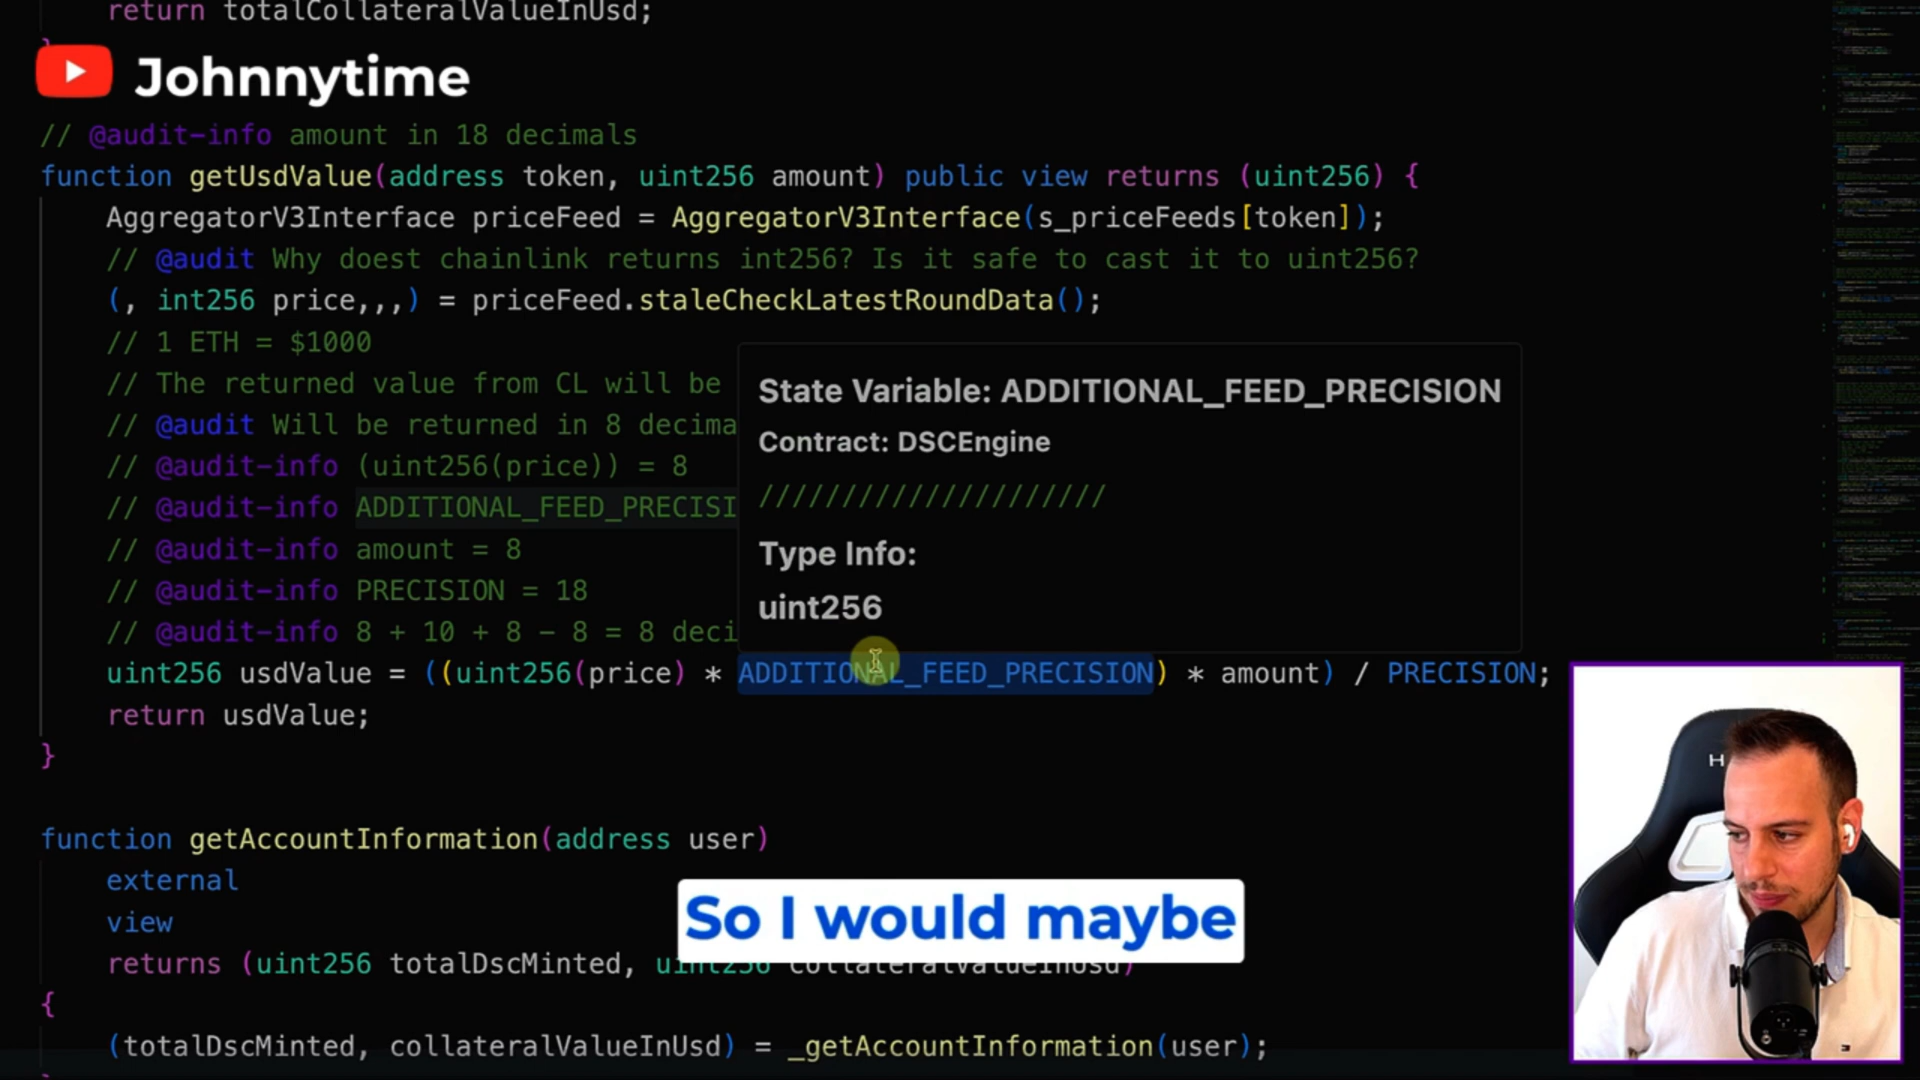 return totalCollateralValueInUsd;
}
Johnnytime
// @audit-info amount in 18 decimals
function getUsdValue(address token, uint256 amount) public view returns (uint256) {
AggregatorV3Interface priceFeed = AggregatorV3Interface(s_priceFeeds[token]);
// @audit Why doest chainlink returns int256? Is it safe to cast it to uint256?
(, int256 price,,,) = priceFeed.staleCheckLatestRoundData();
// 1 ETH = $1000
// The returned value from CL will be
// @audit Will be returned in 8 decima
// @audit-info (uint256(price)) = 8
// @audit-info ADDITIONAL_FEED_PRECISI
// @audit-info amount = 8
// @audit-info PRECISION = 18
// @audit-info 8 + 10 + 8 - 8 = 8 deci
State Variable: ADDITIONAL_FEED_PRECISION
Contract: DSCEngine
/////////////////////
Type Info:
uint256
uint256 usdValue = ((uint256(price) * ADDITIONAL_FEED_PRECISION) * amount) / PRECISION;
return usdValue;
}
function getAccountInformation(address user)
external
view
So I would maybe
returns (uint256 totalDscMinted, uint256 collateralValueInUsd)
{
(totalDscMinted, collateralValueInUsd) = _getAccountInformation(user);